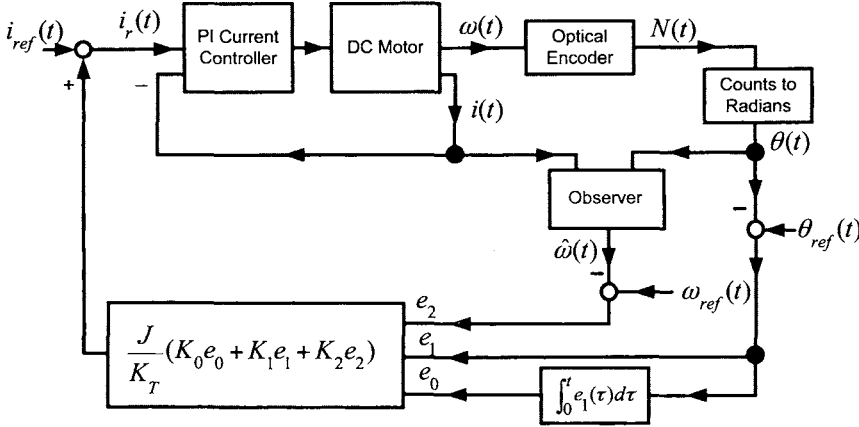 i_ref(t)
i_r(t)
+
−
PI Current
Controller
DC Motor
ω(t)
i(t)
Optical
Encoder
N(t)
Counts to
Radians
θ(t)
Observer
−
θ_ref(t)
ω̂(t)
−
ω_ref(t)
e_2
e_1
e_0
J/K_T (K_0e_0 + K_1e_1 + K_2e_2)
∫_0^t e_1(τ)dτ